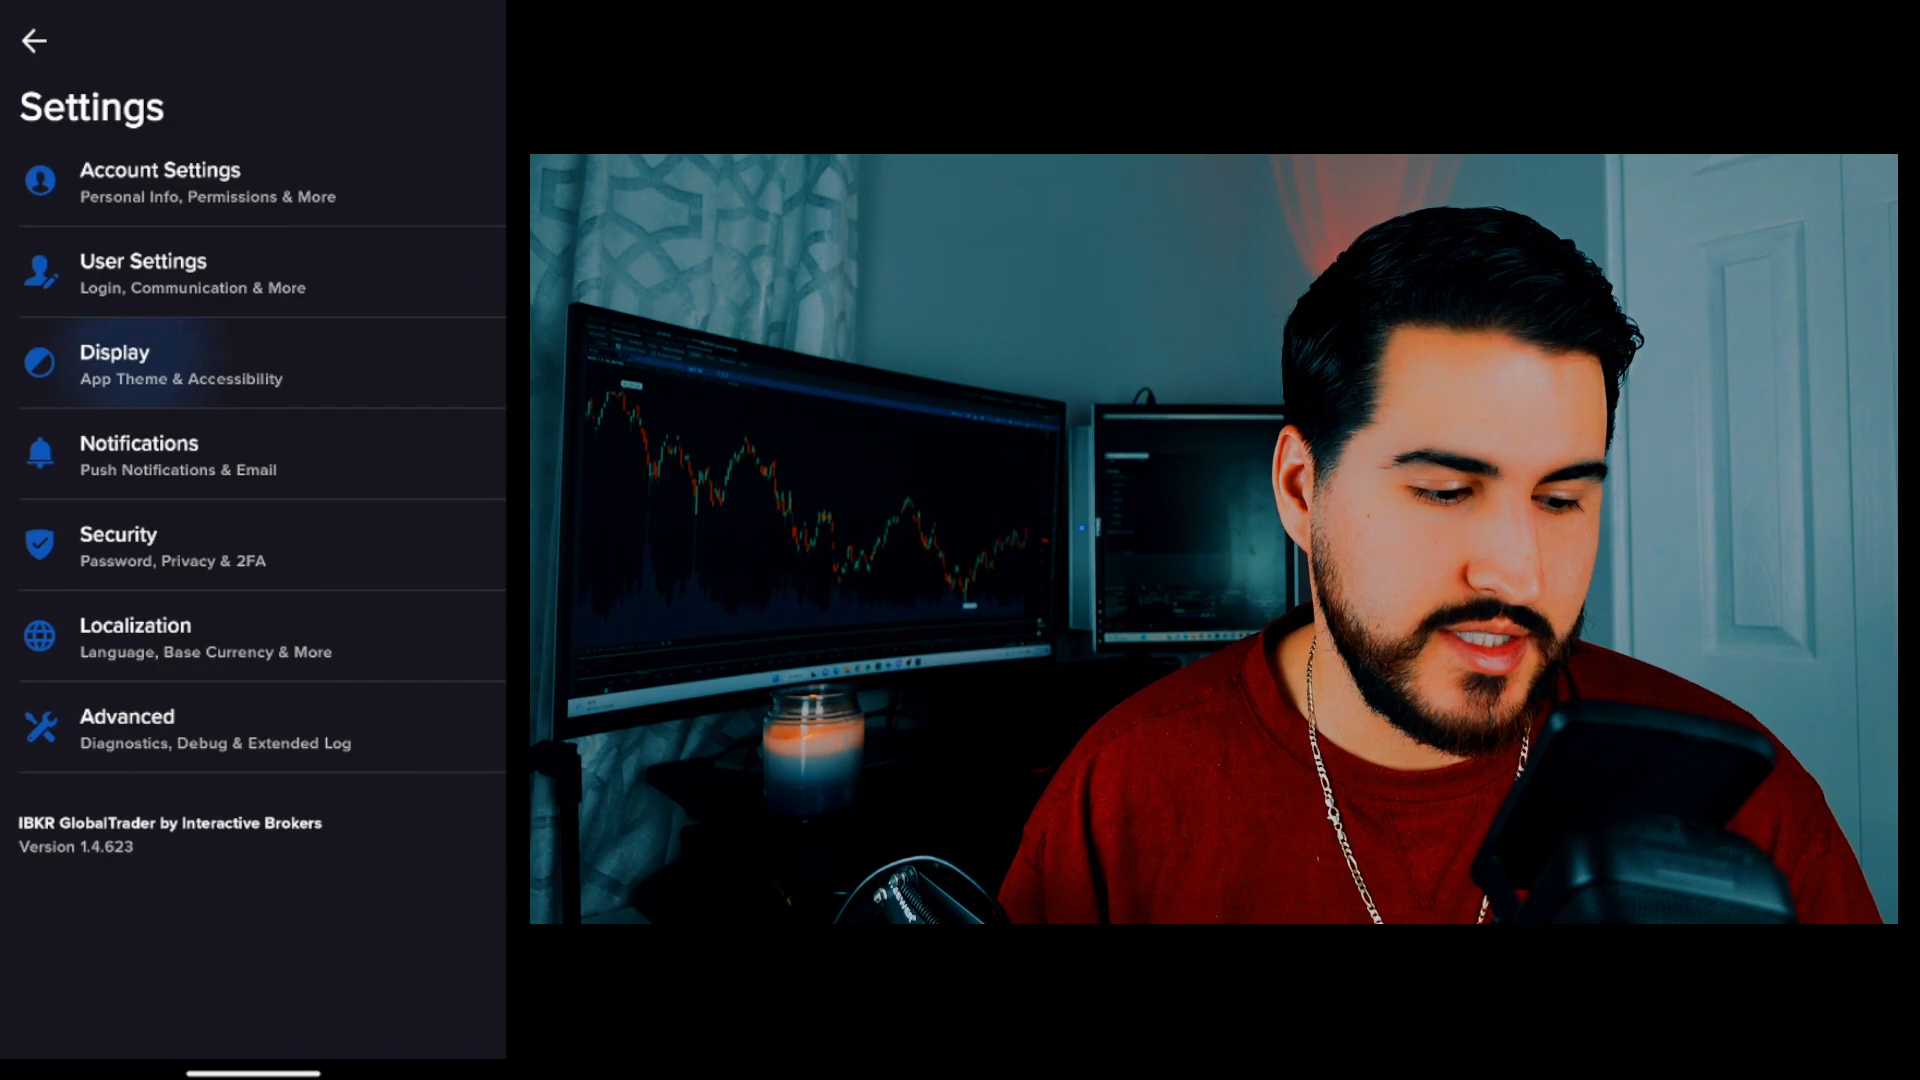 Settings
Account Settings
Personal Info, Permissions & More
User Settings
Login, Communication & More
Display
App Theme & Accessibility
Notifications
Push Notifications & Email
Security
Password, Privacy & 2FA
Localization
Language, Base Currency & More
Advanced
Diagnostics, Debug & Extended Log
IBKR GlobalTrader by Interactive Brokers
Version 1.4.623